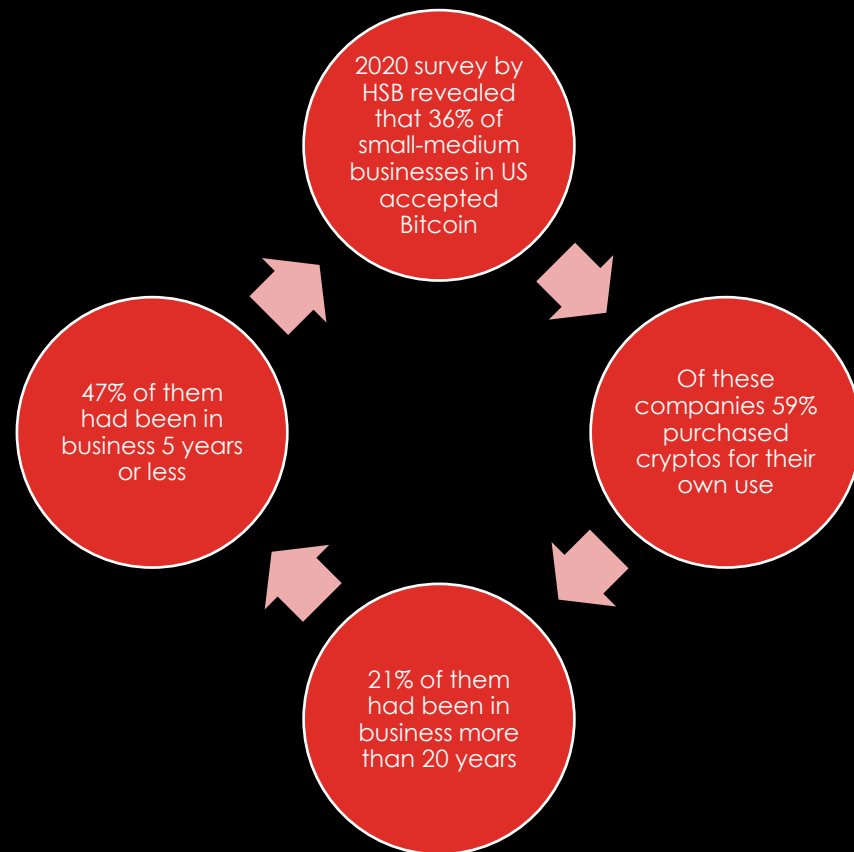 2020 survey by
HSB revealed
that 36% of
small-medium
businesses in US
accepted
Bitcoin
Of these
companies 59%
purchased
cryptos for their
own use
21% of them
had been in
business more
than 20 years
47% of them
had been in
business 5 years
or less